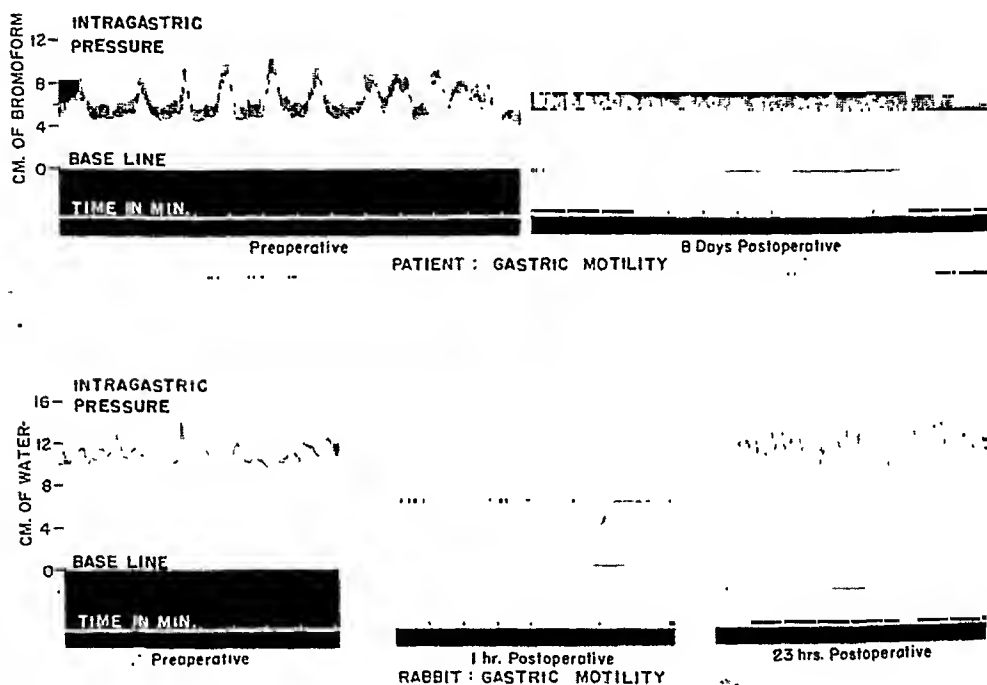 INTRAGASTRIC
PRESSURE
CM. OF BROMOFORM
12
8
4
0
BASE LINE
TIME IN MIN.
Preoperative
8 Days Postoperative
PATIENT : GASTRIC MOTILITY
INTRAGASTRIC
PRESSURE
CM. OF WATER
16
12
8
4
0
BASE LINE
TIME IN MIN.
Preoperative
1 hr. Postoperative
23 hrs. Postoperative
RABBIT : GASTRIC MOTILITY